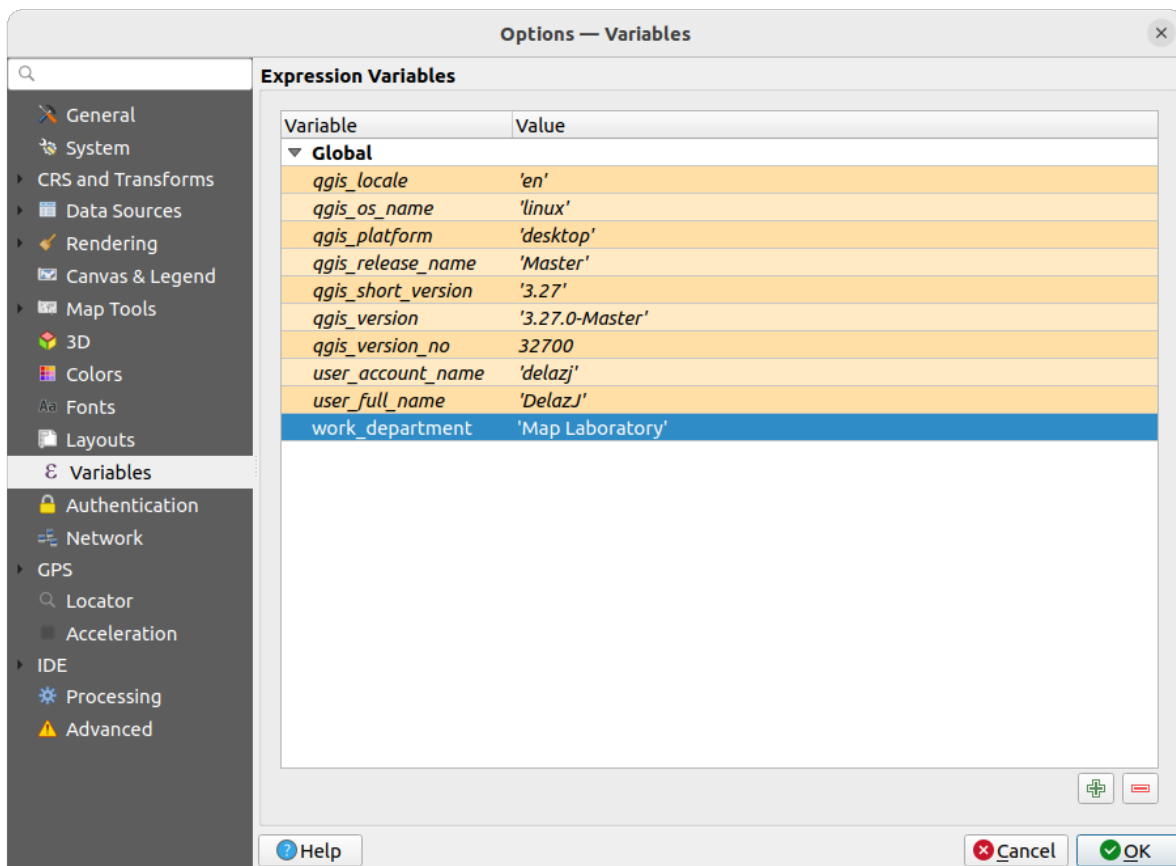 Options — Variables
Expression Variables
General
System
CRS and Transforms
Data Sources
Rendering
Canvas & Legend
Map Tools
3D
Colors
Aa Fonts
Layouts
ε Variables
Authentication
Network
GPS
Locator
Acceleration
IDE
Processing
Advanced
Variable Value
Global
qgis_locale 'en'
qgis_os_name 'linux'
qgis_platform 'desktop'
qgis_release_name 'Master'
qgis_short_version '3.27'
qgis_version '3.27.0-Master'
qgis_version_no 32700
user_account_name 'delazj'
user_full_name 'DelazJ'
work_department 'Map Laboratory'
Help Cancel OK